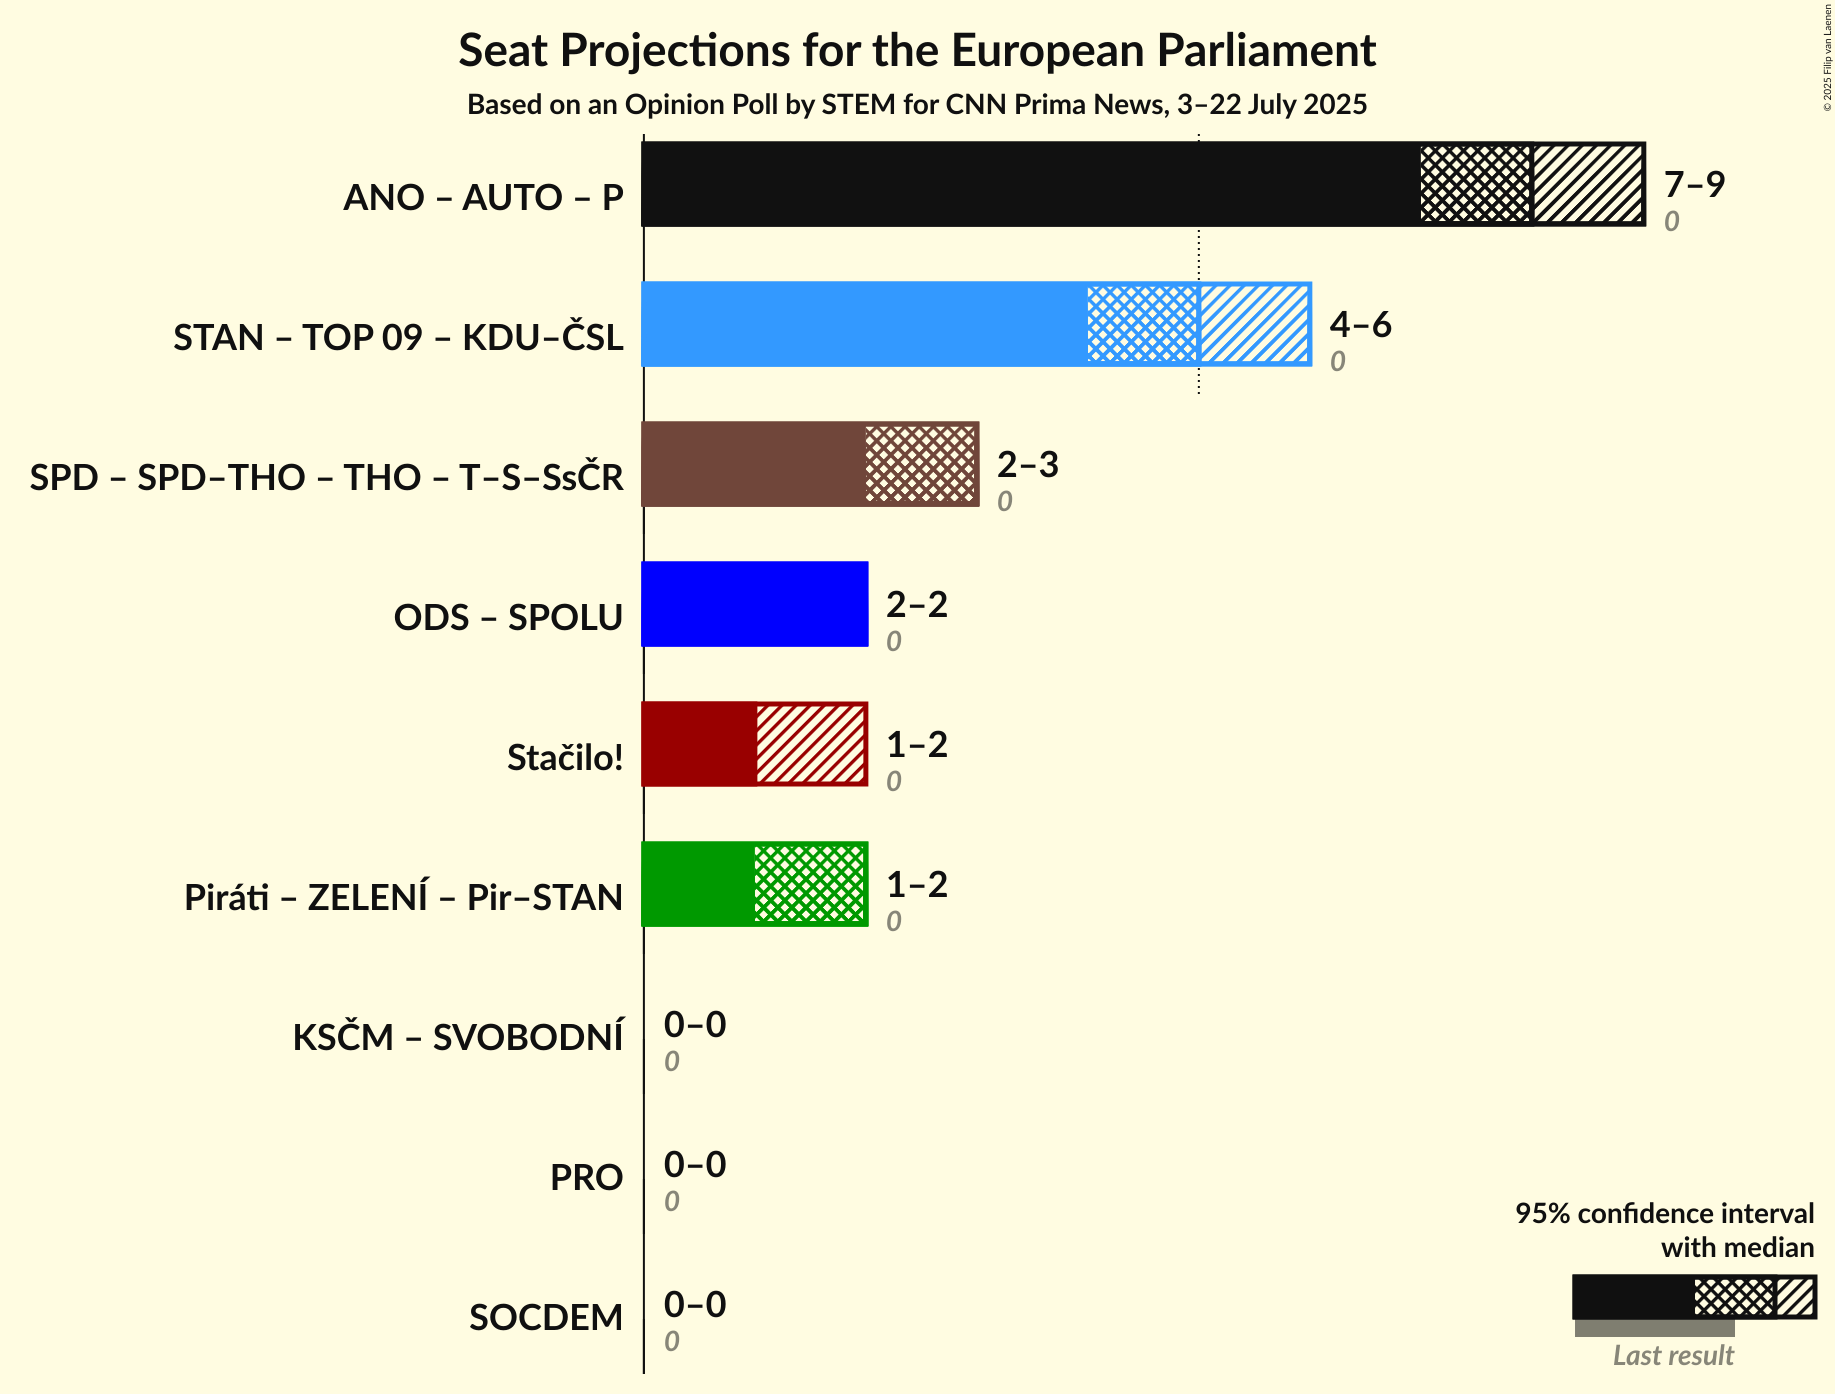 Seat Projections for the European Parliament
Based on an Opinion Poll by STEM for CNN Prima News, 3–22 July 2025
© 2025 Filip van Laenen
ANO – AUTO – P
7–9
0
STAN – TOP 09 – KDU–ČSL
4–6
0
SPD – SPD–THO – THO – T–S–SsČR
2–3
0
ODS – SPOLU
2–2
0
Stačilo!
1–2
0
Piráti – ZELENÍ – Pir–STAN
1–2
0
KSČM – SVOBODNÍ
0–0
0
PRO
0–0
0
SOCDEM
0–0
0
95% confidence interval
with median
Last result